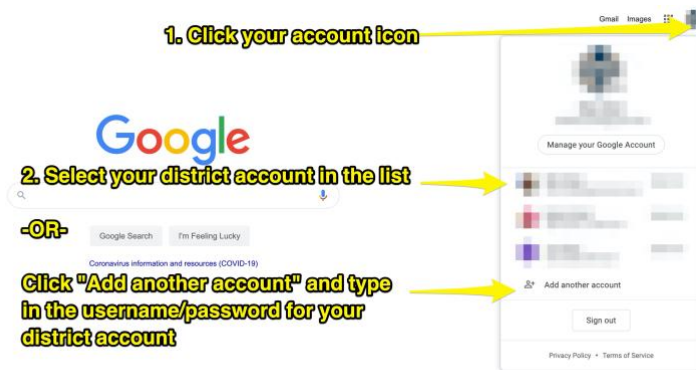 Gmail Images
1. Click your account icon
Google
Manage your Google Account
2. Select your district account in the list
-OR-
Google Search I'm Feeling Lucky
Coronavirus information and resources (COVID-19)
Click "Add another account" and type
in the username/password for your
district account
Add another account
Sign out
Privacy Policy • Terms of Service